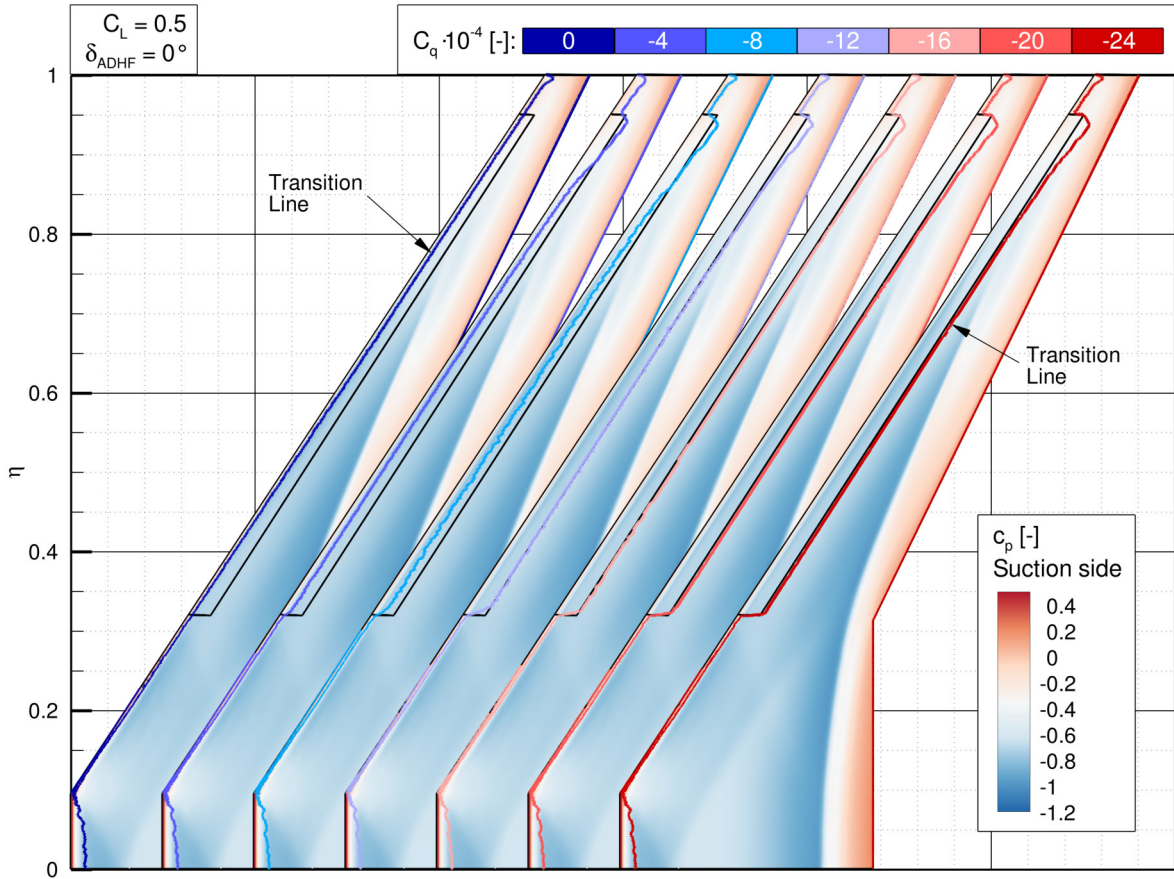 C_L = 0.5
δ_ADHF = 0°
C_q·10⁻⁴ [-]: 0 -4 -8 -12 -16 -20 -24
1
Transition
Line
0.8
0.6
Transition
Line
η
0.4
c_p [-]
Suction side
0.4
0.2
0
-0.2
-0.4
-0.6
-0.8
-1
-1.2
0.2
0